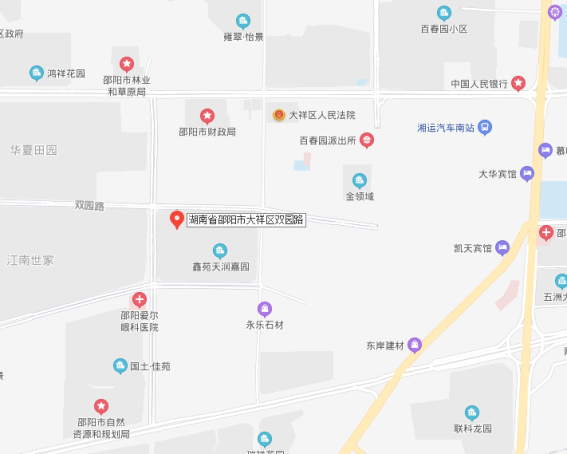 雍翠·怡景
百春园小区
区政府
鸿祥花园
邵阳市林业
和草原局
中国人民银行
邵阳市财政局
大祥区人民法院
湘运汽车南站
百春园派出所
华夏田园
大华宾馆
金领域
双园路
湖南省邵阳市大祥区双园路
邵
凯天宾馆
江南世家
鑫苑天润嘉园
五洲大
邵阳爱尔
眼科医院
永乐石材
东岸建材
国土·佳苑
景
邵阳市自然
资源和规划局
联科龙园